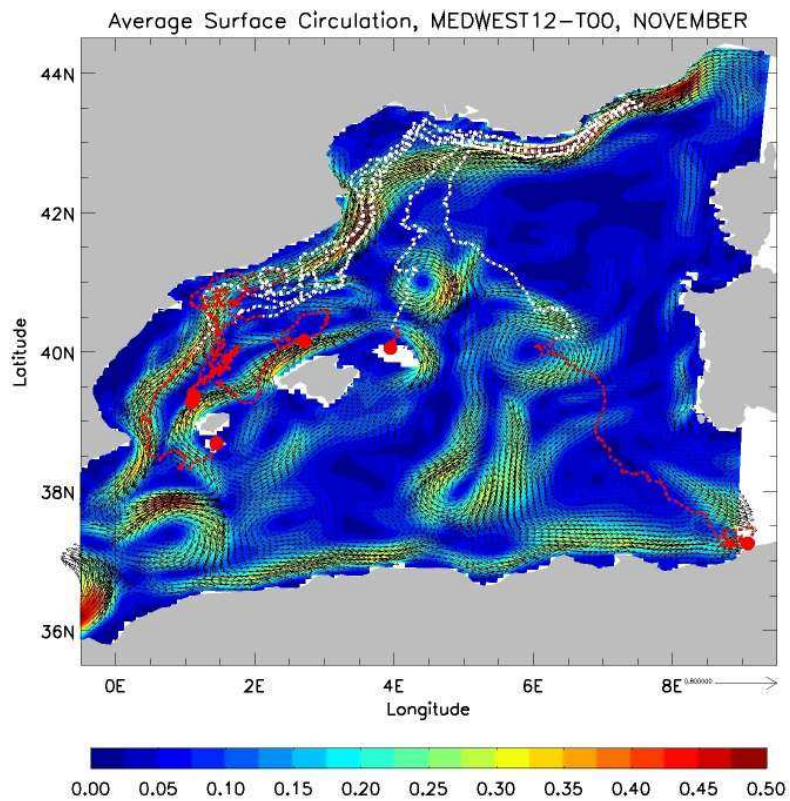 Average Surface Circulation, MEDWEST12-T00, NOVEMBER
44N
42N
Latitude
40N
38N
36N
0E 2E 4E 6E 8E 0.800000
Longitude
0.00 0.05 0.10 0.15 0.20 0.25 0.30 0.35 0.40 0.45 0.50